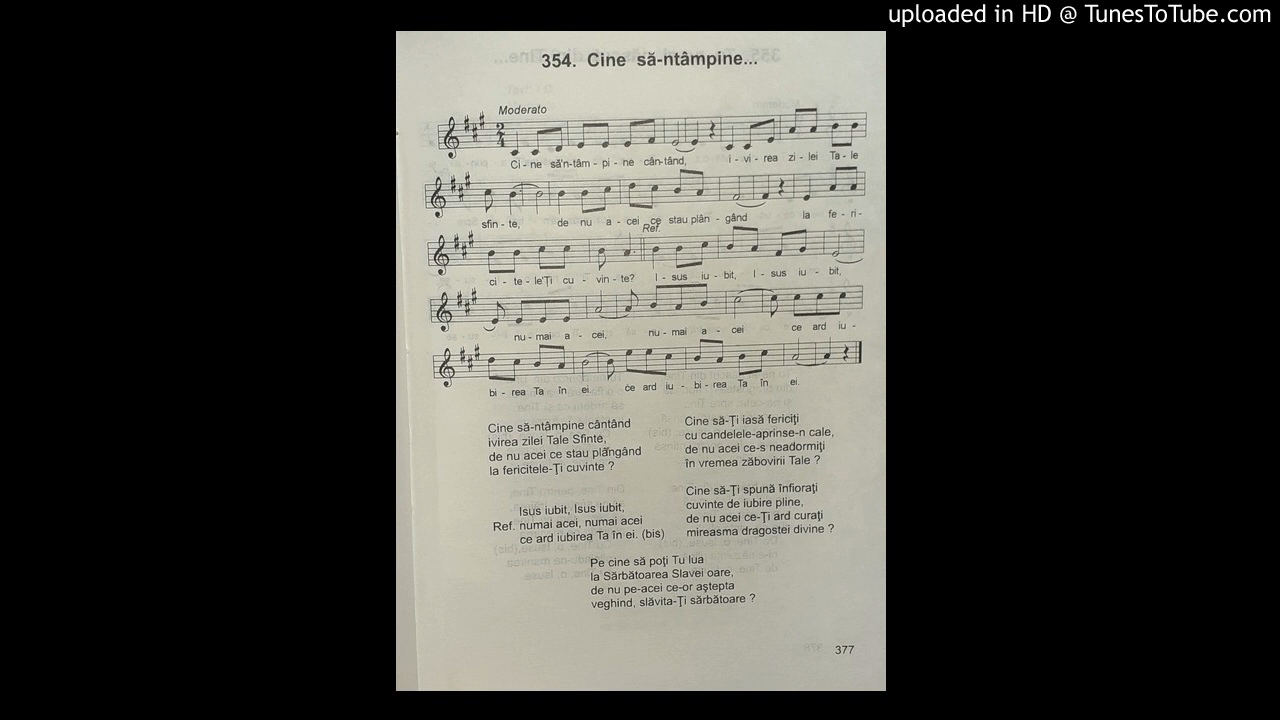 uploaded in HD @ TunesToTube.com
354. Cine să-ntâmpine...
Moderato
Ci - ne să'n-tâm - pi - ne cân-tând, i - vi - rea zi - lei Ta - le
sfin - te, de nu a - cei ce stau plân - gând la fe - ri -
Ref.
ci - te - le'Ţi cu - vin - te? I - sus iu - bit, I - sus iu - bit,
nu - mai a - cei, nu - mai a - cei ce ard iu -
bi - rea Ta în ei. ce ard iu - bi - rea Ta în ei.
Cine să-ntâmpine cântând
ivirea zilei Tale Sfinte,
de nu acei ce stau plângând
la fericitele-Ţi cuvinte ?
Isus iubit, Isus iubit,
Ref. numai acei, numai acei
ce ard iubirea Ta în ei. (bis)
Cine să-Ţi iasă fericiţi
cu candelele-aprinse-n cale,
de nu acei ce-s neadormiţi
în vremea zăbovirii Tale ?
Cine să-Ţi spună înfioraţi
cuvinte de iubire pline,
de nu acei ce-Ţi ard curaţi
mireasma dragostei divine ?
Pe cine să poţi Tu lua
la Sărbătoarea Slavei oare,
de nu pe-acei ce-or aştepta
veghind, slăvita-Ţi sărbătoare ?
377